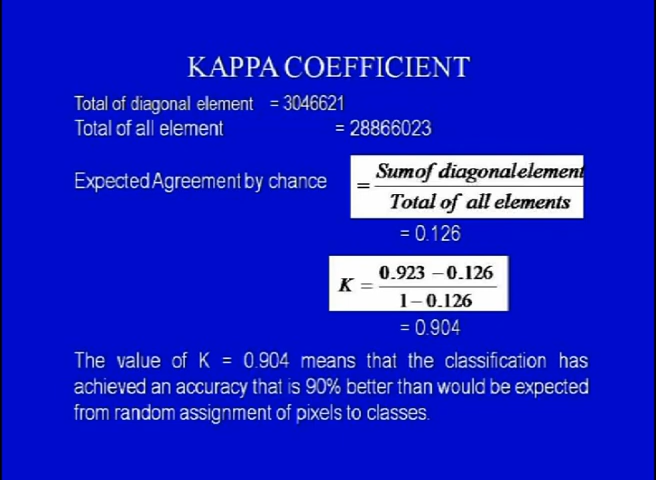 KAPPA COEFFICIENT
Total of diagonal element = 3046621
Total of all element = 28866023
Expected Agreement by chance = Sum of diagonal element / Total of all elements
= 0.126
K = 0.923 - 0.126 / 1 - 0.126
= 0.904
The value of K = 0.904 means that the classification has
achieved an accuracy that is 90% better than would be expected
from random assignment of pixels to classes.